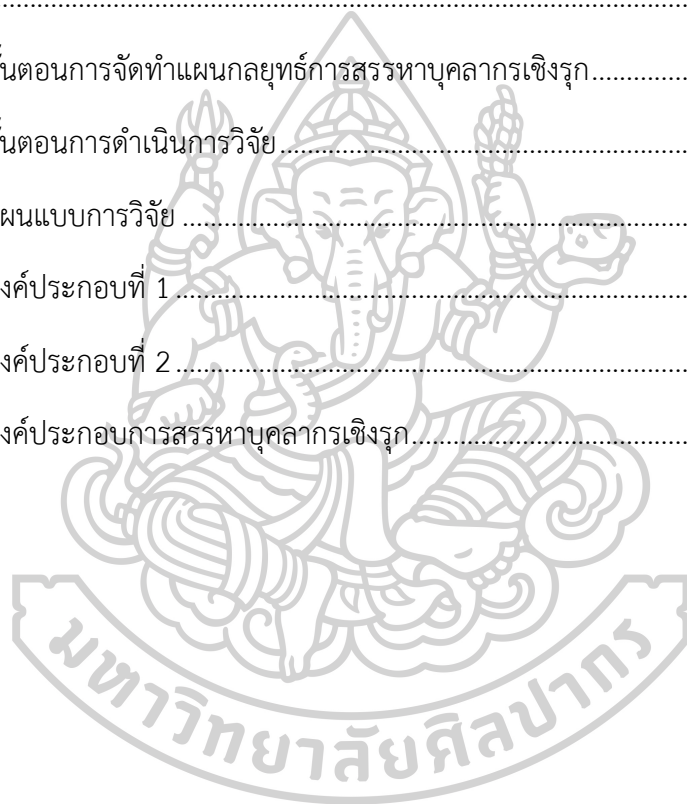 ....................................................................................................
ั้นตอนการจัดทำแผนกลยุทธ์การสรรหาบุคลากรเชิงรุก..............
ั้นตอนการดำเนินการวิจัย............................................................
ผนแบบการวิจัย ..........................................................................
งค์ประกอบที่ 1 ..........................................................................
งค์ประกอบที่ 2 ..........................................................................
งค์ประกอบการสรรหาบุคลากรเชิงรุก........................................
มหาวิทยาลัยศิลปากร